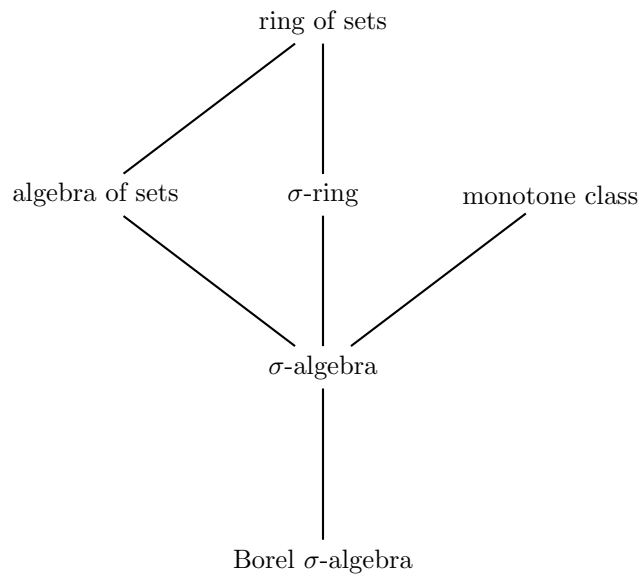 ring of sets
algebra of sets
σ-ring
monotone class
σ-algebra
Borel σ-algebra